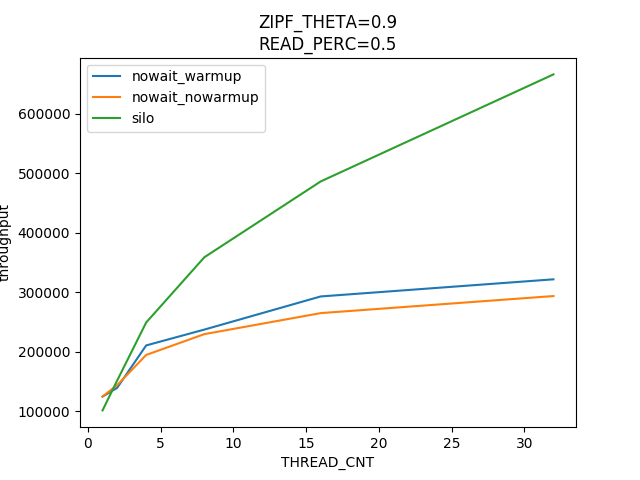 ZIPF_THETA=0.9
READ_PERC=0.5
nowait_warmup
nowait_nowarmup
silo
throughput
600000
500000
400000
300000
200000
100000
0 5 10 15 20 25 30
THREAD_CNT